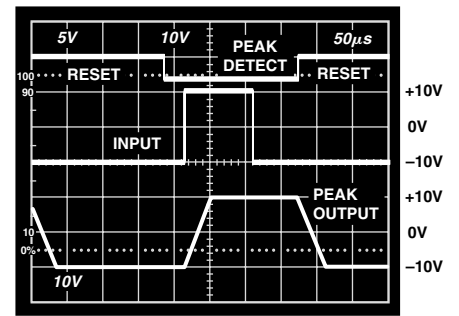 5V 10V 50µs
PEAK
DETECT
RESET
RESET
100
90
INPUT
+10V
0V
–10V
PEAK
OUTPUT
+10V
0V
–10V
10
0%
10V